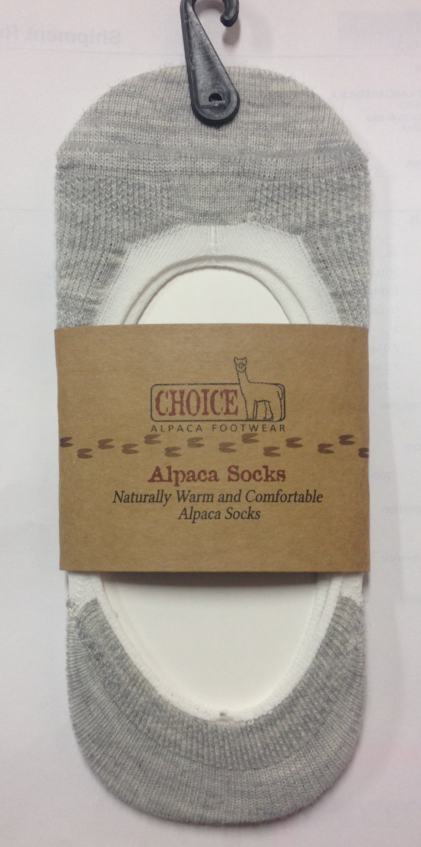 CHOICE
ALPACA FOOTWEAR
Alpaca Socks
Naturally Warm and Comfortable
Alpaca Socks